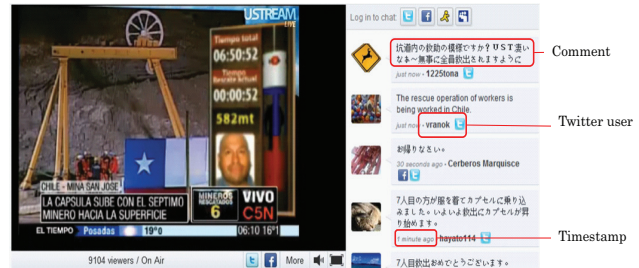 USTREAM
LIVE
Tiempo total
06:50:52
Tiempo
Rescate actual
00:00:52
582mt
CHILE - MINA SAN JOSE
LA CAPSULA SUBE CON EL SEPTIMO
MINERO HACIA LA SUPERFICIE
MINEROS
RESCATADOS
6
VIVO
C5N
EL TIEMPO Posadas 19º0
06:10 16º1
9104 viewers / On Air
More
Log in to chat:
坑道内の救助の模様ですか?UST凄い
なぁ〜無事に全員救出されますように
just now - 1225tona
The rescue operation of workers is
being worked in Chile.
just now - vranok
お帰りなさい。
30 seconds ago - Cerberos Marquisce
7人目の方が服を着てカプセルに乗り込
みました。いよいよ救出にカプセルが昇
り始めます。
1 minute ago - hayato114
7人目救出おめでとうございます。
Comment
Twitter user
Timestamp